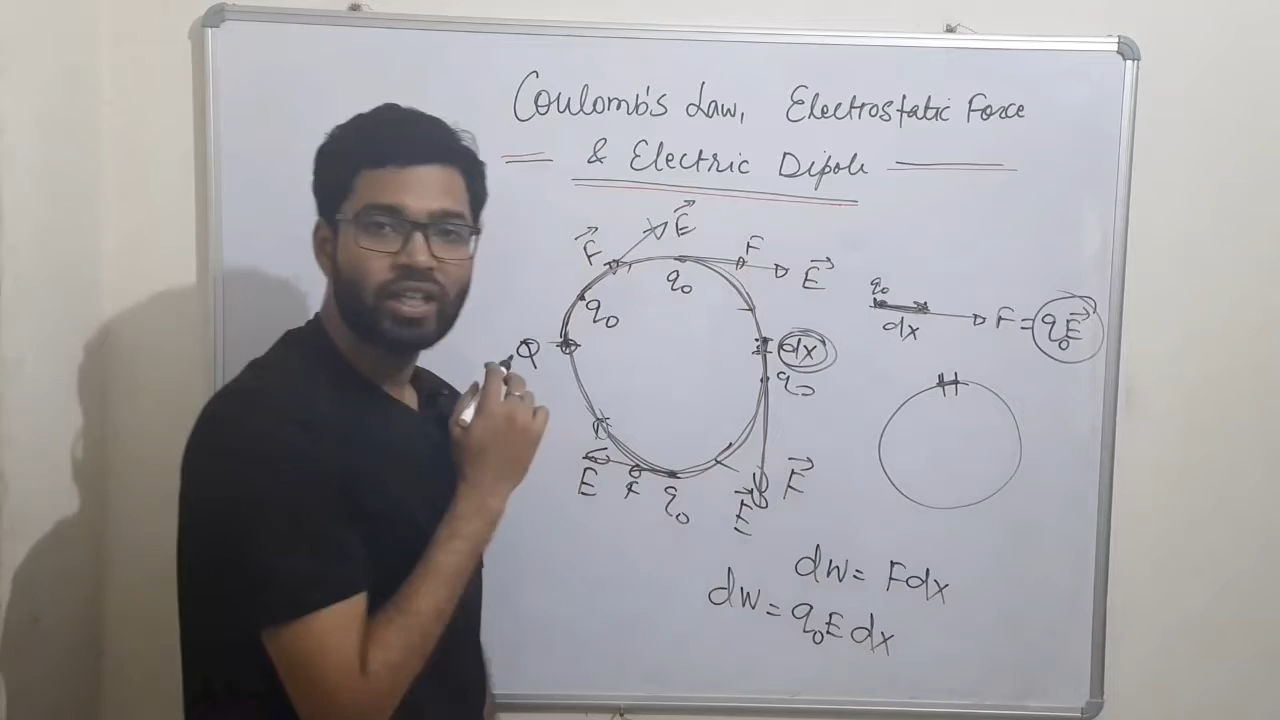 Coulomb's Law, Electrostatic Force
& Electric Dipole
E
F
F
q₀
E
q₀
q₀
dx
F = q₀E
Q
dx
q₀
E
F
q₀
E
F
dw = Fdx
dw = q₀E dx